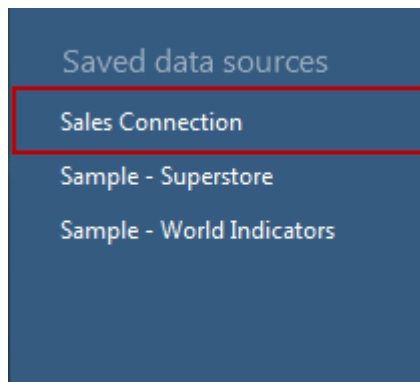 Saved data sources
Sales Connection
Sample - Superstore
Sample - World Indicators